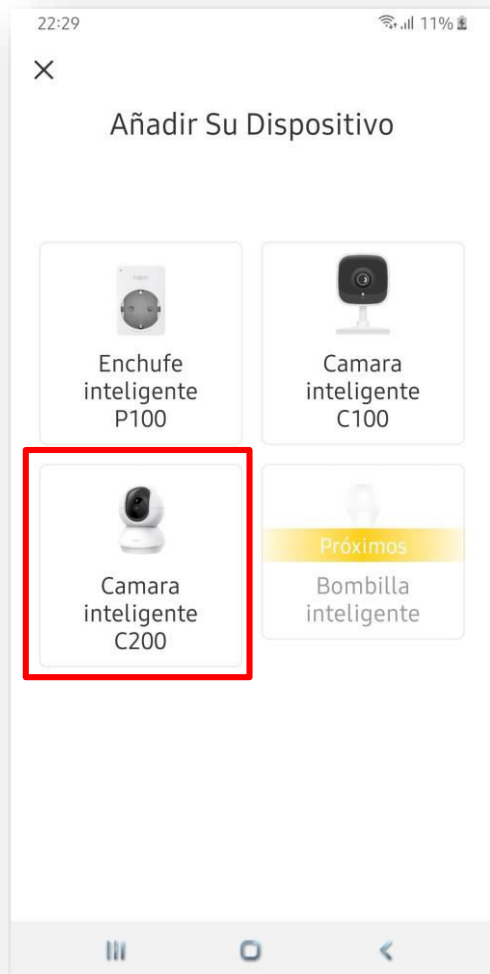 22:29
11%
Añadir Su Dispositivo
Enchufe
inteligente
P100
Camara
inteligente
C100
Camara
inteligente
C200
Próximos
Bombilla
inteligente